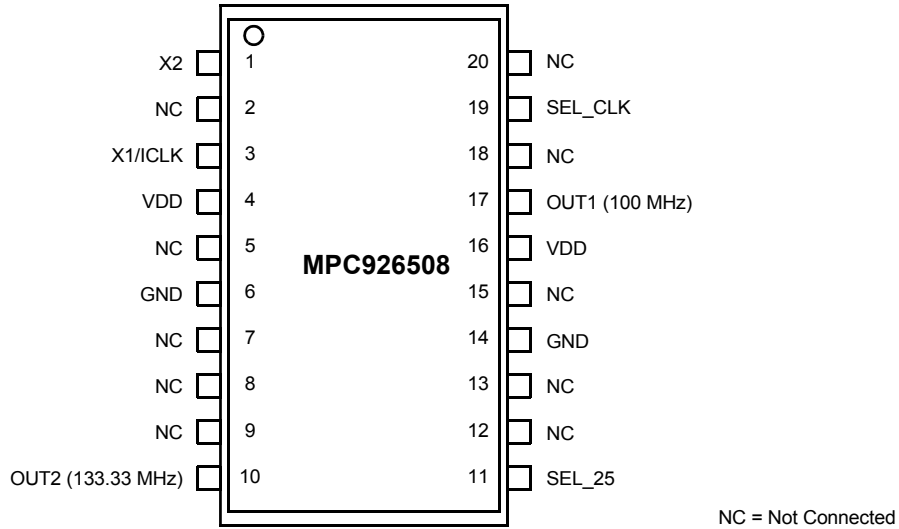 X2 1 20 NC
NC 2 19 SEL_CLK
X1/ICLK 3 18 NC
VDD 4 17 OUT1 (100 MHz)
NC 5 16 VDD
MPC926508
GND 6 15 NC
NC 7 14 GND
NC 8 13 NC
NC 9 12 NC
OUT2 (133.33 MHz) 10 11 SEL_25
NC = Not Connected